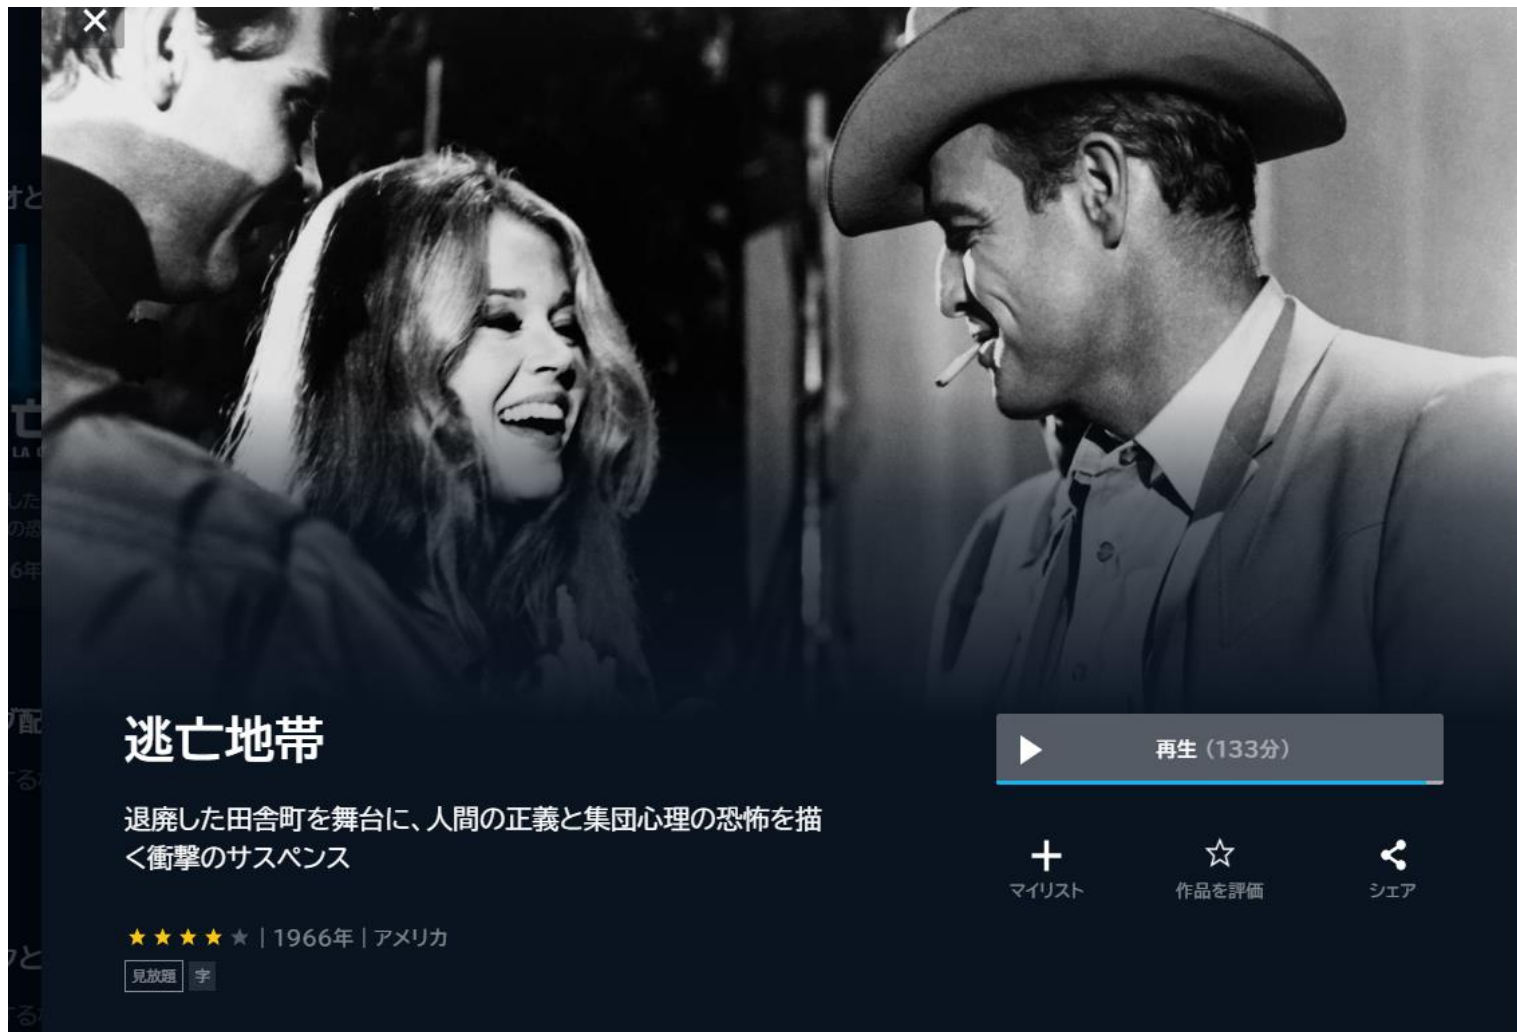 逃亡地帯
再生（133分）
退廃した田舎町を舞台に、人間の正義と集団心理の恐怖を描
く衝撃のサスペンス
マイリスト
作品を評価
シェア
★★★★★ | 1966年 | アメリカ
見放題 字